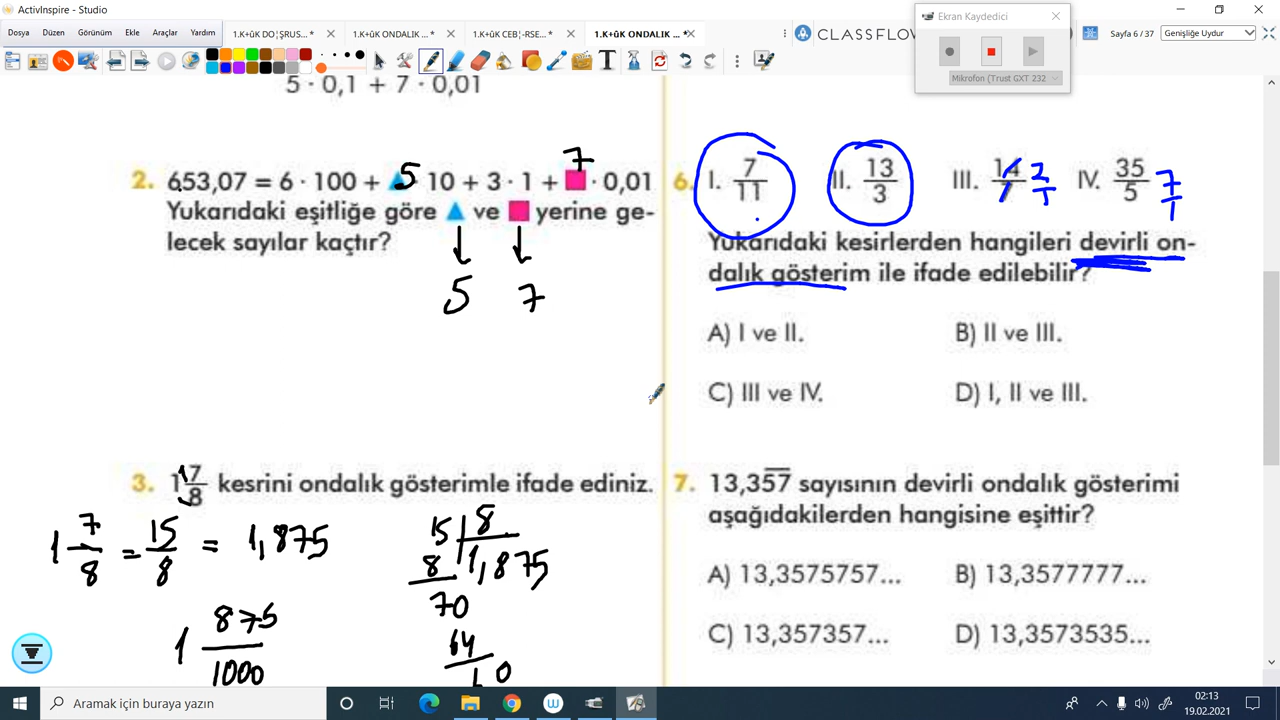 ActivInspire - Studio
Dosya Düzen Görünüm Ekle Araçlar Yardım
1.K+ûK DO¦ŞRUS...
1.K+ûK ONDALIK ...
1.K+ûK CEB¦-RSE...
1.K+ûK ONDALIK ...*
CLASSFLOW
Sayfa 6 / 37
Genişliğe Uydur
Ekran Kaydedici
Mikrofon (Trust GXT 232
5 · 0,1 + 7 · 0,01
2. 653,07 = 6 · 100 + 5 10 + 3 · 1 + 7 · 0,01
Yukarıdaki eşitliğe göre ve yerine ge-
lecek sayılar kaçtır?
5 7
3. 1 7/8 kesrini ondalık gösterimle ifade ediniz.
1 7/8 = 15/8 = 1,875
1 875/1000
15 8
8 1,875
70
64
10
6. I. 7/11 II. 13/3 III. 14/7 2/1 IV. 35/5 7/1
Yukarıdaki kesirlerden hangileri devirli on-
dalık gösterim ile ifade edilebilir?
A) I ve II. B) II ve III.
C) III ve IV. D) I, II ve III.
7. 13,35̅7̅ sayısının devirli ondalık gösterimi
aşağıdakilerden hangisine eşittir?
A) 13,3575757... B) 13,3577777...
C) 13,357357... D) 13,3573535...
Aramak için buraya yazın
02:13
19.02.2021